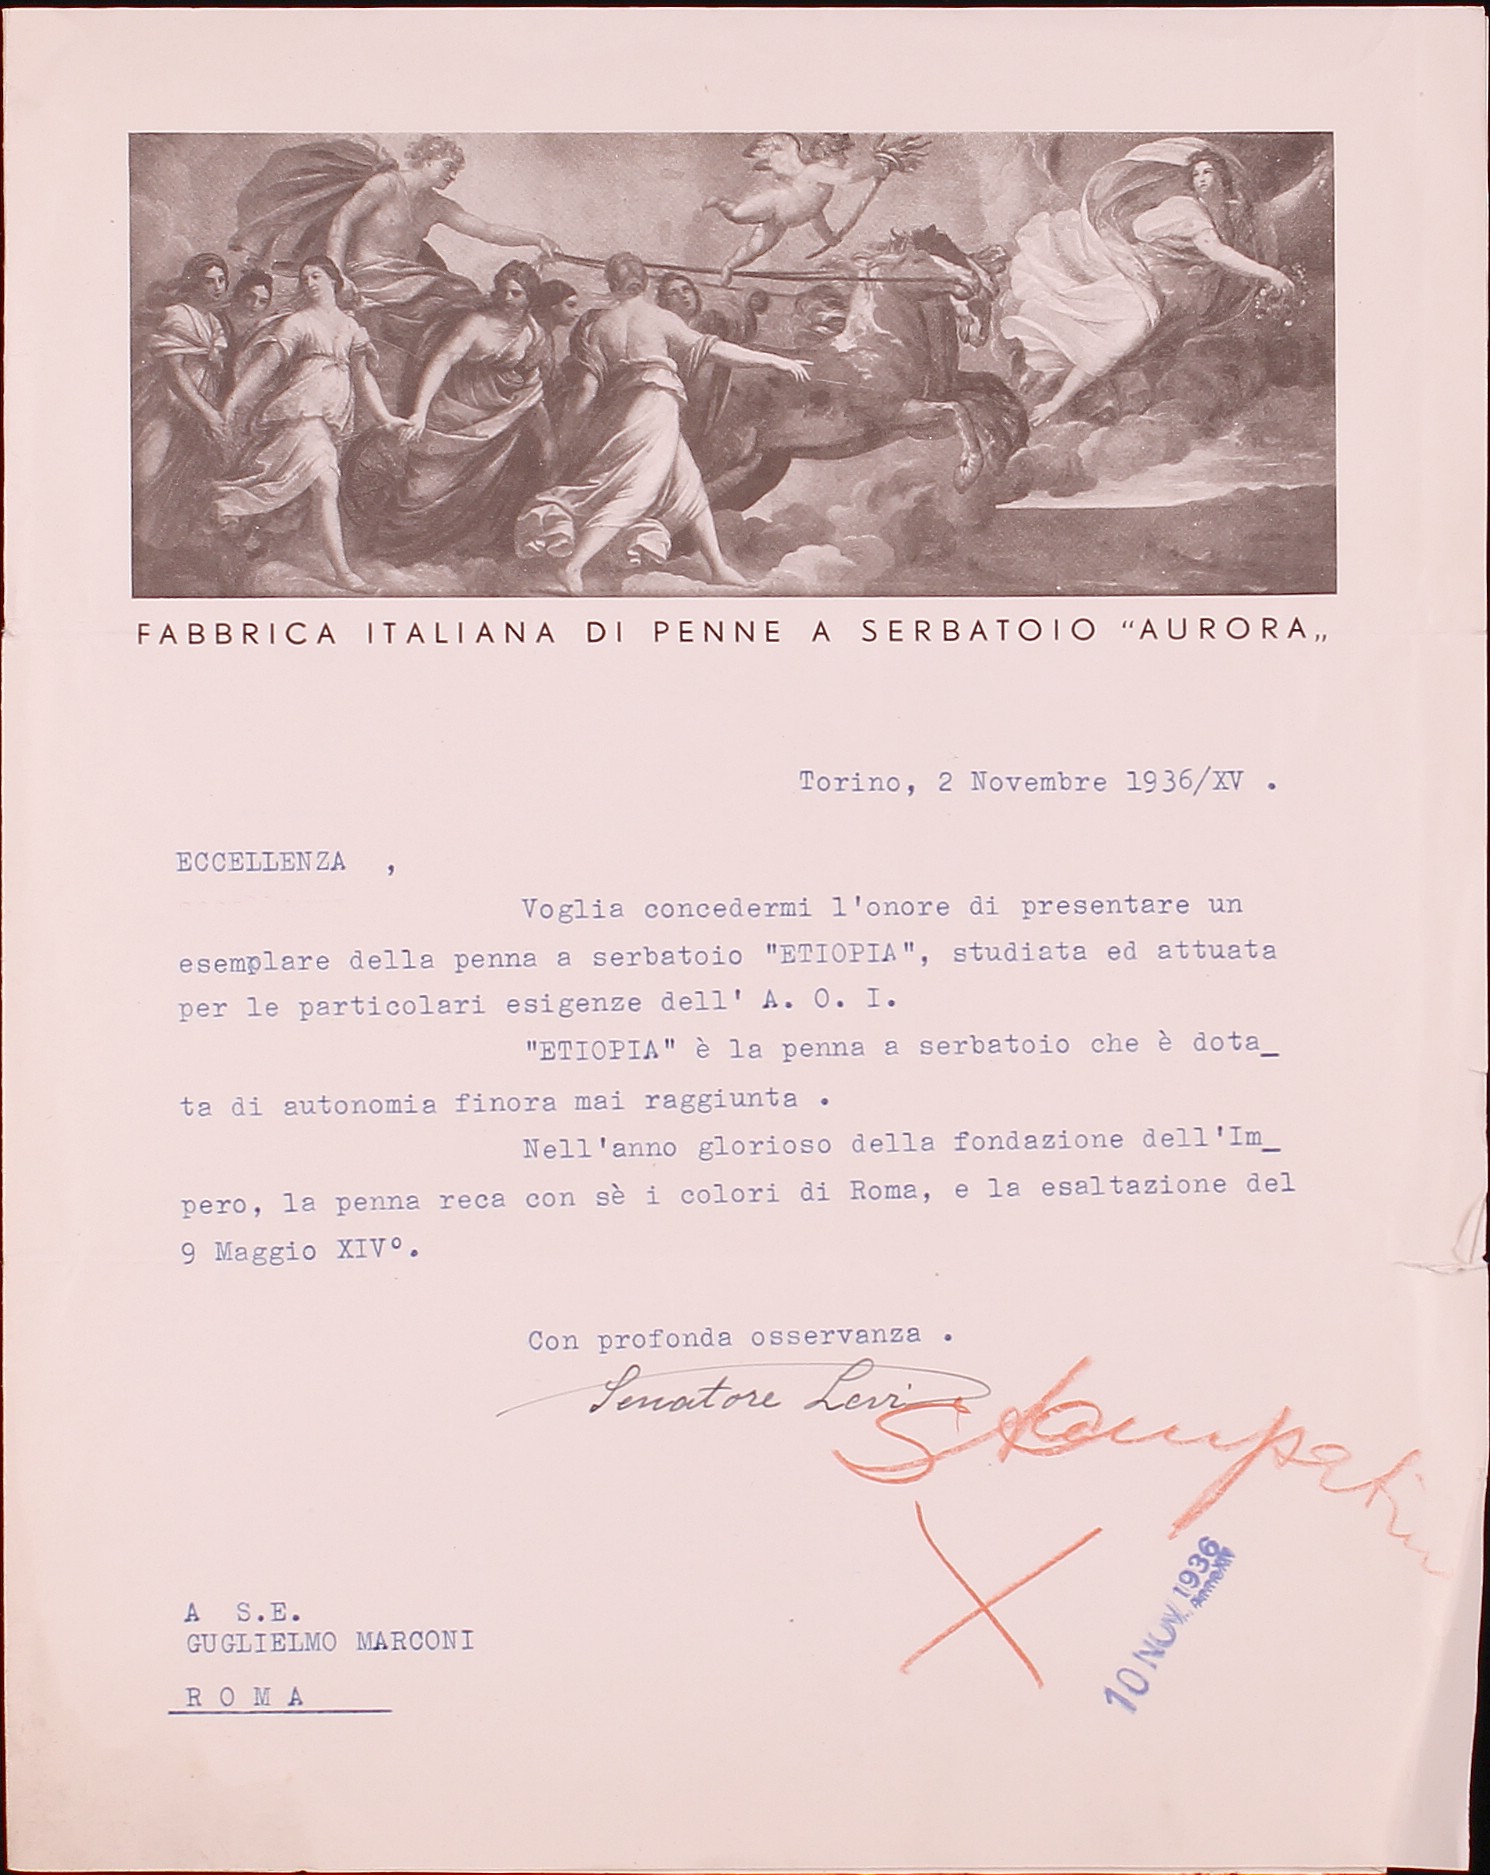 FABBRICA ITALIANA DI PENNE A SERBATOIO “AURORA„
Torino, 2 Novembre 1936/XV .
ECCELLENZA ,
Voglia concedermi l'onore di presentare un
esemplare della penna a serbatoio "ETIOPIA", studiata ed attuata
per le particolari esigenze dell' A. O. I.
"ETIOPIA" è la penna a serbatoio che è dota_
ta di autonomia finora mai raggiunta .
Nell'anno glorioso della fondazione dell'Im_
pero, la penna reca con sè i colori di Roma, e la esaltazione del
9 Maggio XIVº.
Con profonda osservanza .
Senatore Levi
10 NOV. 1936
A S.E.
GUGLIELMO MARCONI
R O M A